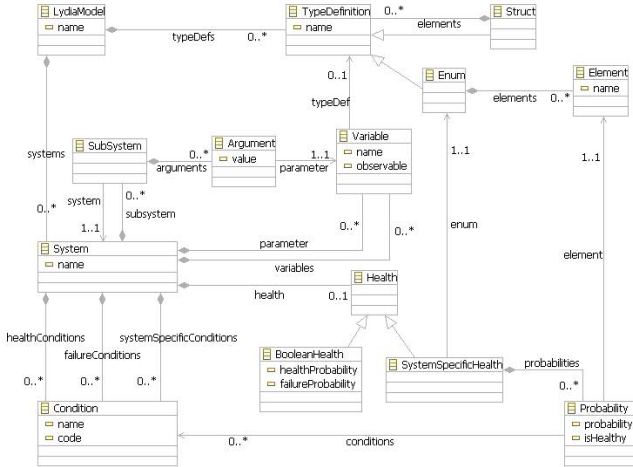 LydiaModel
name
typeDefs
0..*
TypeDefinition
name
0..*
elements
Struct
0..1
typeDef
Enum
elements
0..*
Element
name
systems
SubSystem
arguments
0..*
Argument
value
parameter
1..1
Variable
name
observable
1..1
1..1
system
1..1
0..*
subsystem
0..*
System
name
parameter
0..*
variables
0..*
enum
element
health
0..1
Health
healthConditions
failureConditions
systemSpecificConditions
BooleanHealth
healthProbability
failureProbability
SystemSpecificHealth
probabilities
0..*
0..*
0..*
0..*
Condition
name
code
0..*
conditions
Probability
probability
isHealthy